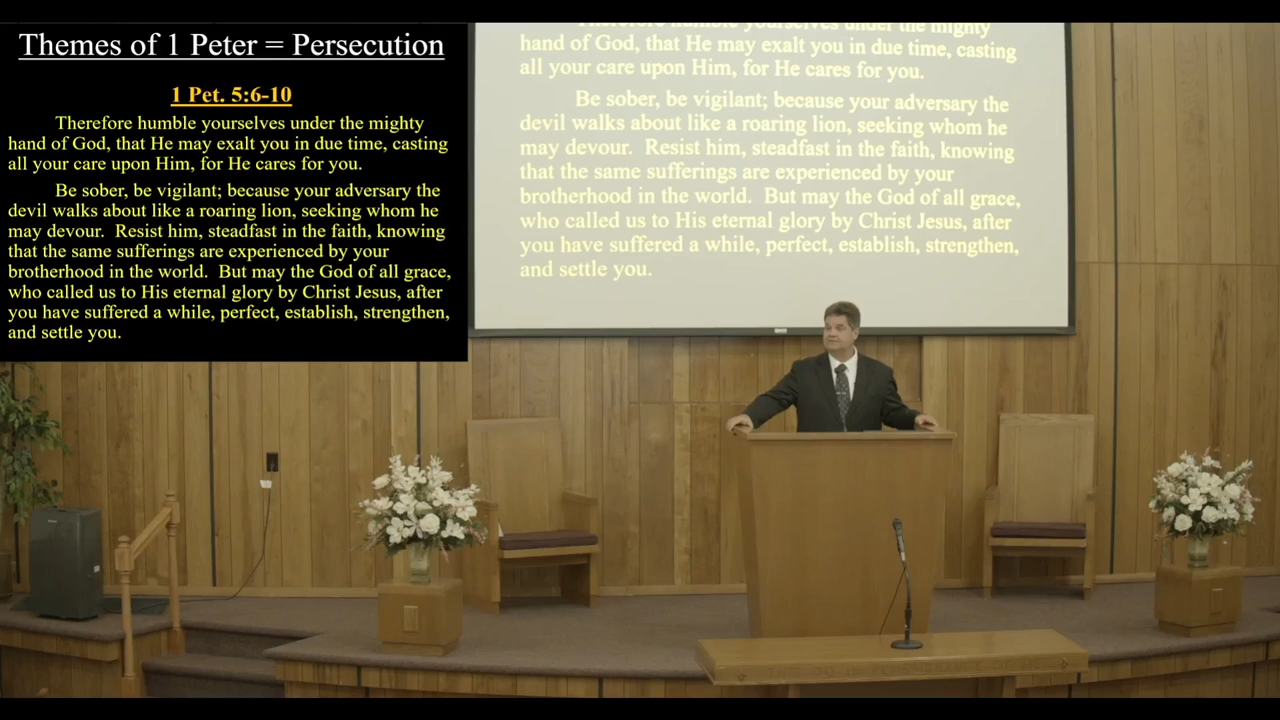 Themes of 1 Peter = Persecution
1 Pet. 5:6-10
Therefore humble yourselves under the mighty
hand of God, that He may exalt you in due time, casting
all your care upon Him, for He cares for you.
Be sober, be vigilant; because your adversary the
devil walks about like a roaring lion, seeking whom he
may devour.  Resist him, steadfast in the faith, knowing
that the same sufferings are experienced by your
brotherhood in the world.  But may the God of all grace,
who called us to His eternal glory by Christ Jesus, after
you have suffered a while, perfect, establish, strengthen,
and settle you.
Therefore humble yourselves under the mighty
hand of God, that He may exalt you in due time, casting
all your care upon Him, for He cares for you.
Be sober, be vigilant; because your adversary the
devil walks about like a roaring lion, seeking whom he
may devour.  Resist him, steadfast in the faith, knowing
that the same sufferings are experienced by your
brotherhood in the world.  But may the God of all grace,
who called us to His eternal glory by Christ Jesus, after
you have suffered a while, perfect, establish, strengthen,
and settle you.